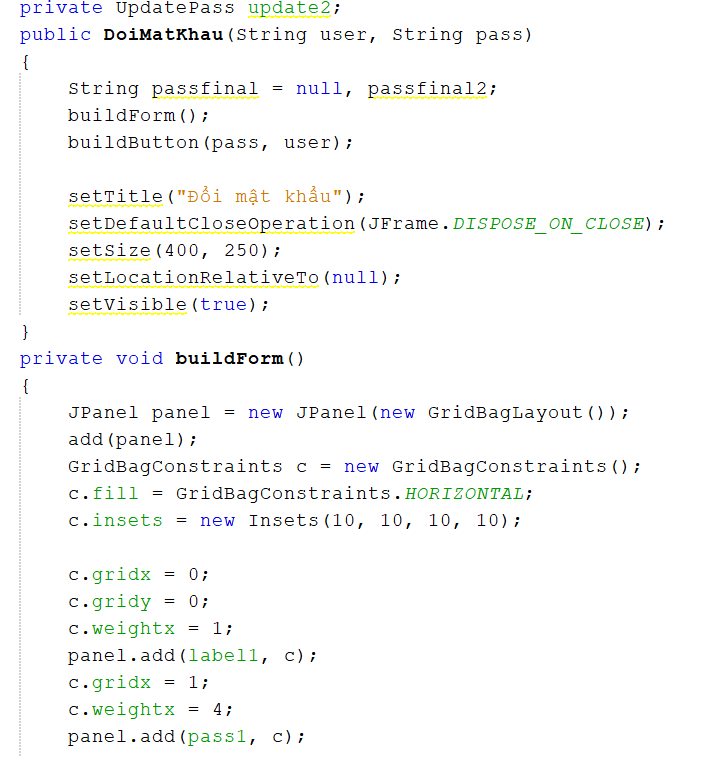 private UpdatePass update2;
public DoiMatKhau(String user, String pass)
{
String passfinal = null, passfinal2;
buildForm();
buildButton(pass, user);
setTitle("Đổi mật khẩu");
setDefaultCloseOperation(JFrame.DISPOSE_ON_CLOSE);
setSize(400, 250);
setLocationRelativeTo(null);
setVisible(true);
}
private void buildForm()
{
JPanel panel = new JPanel(new GridBagLayout());
add(panel);
GridBagConstraints c = new GridBagConstraints();
c.fill = GridBagConstraints.HORIZONTAL;
c.insets = new Insets(10, 10, 10, 10);
c.gridx = 0;
c.gridy = 0;
c.weightx = 1;
panel.add(label1, c);
c.gridx = 1;
c.weightx = 4;
panel.add(pass1, c);